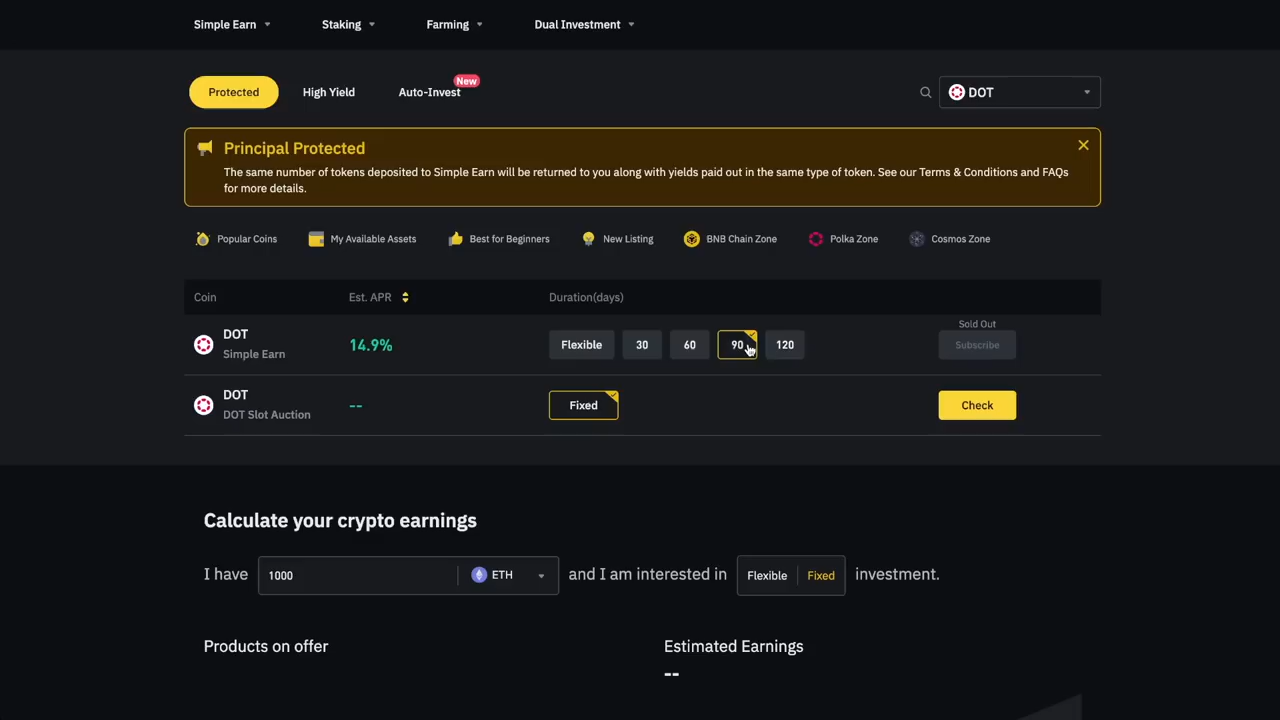 Simple Earn Staking Farming Dual Investment
Protected High Yield Auto-Invest New DOT
Principal Protected
The same number of tokens deposited to Simple Earn will be returned to you along with yields paid out in the same type of token. See our Terms & Conditions and FAQs
for more details.
Popular Coins My Available Assets Best for Beginners New Listing BNB Chain Zone Polka Zone Cosmos Zone
Coin Est. APR Duration(days)
DOT
Simple Earn
14.9% Flexible 30 60 90 120
Sold Out
Subscribe
DOT
DOT Slot Auction
-- Fixed Check
Calculate your crypto earnings
I have 1000 ETH and I am interested in Flexible Fixed investment.
Products on offer Estimated Earnings
--